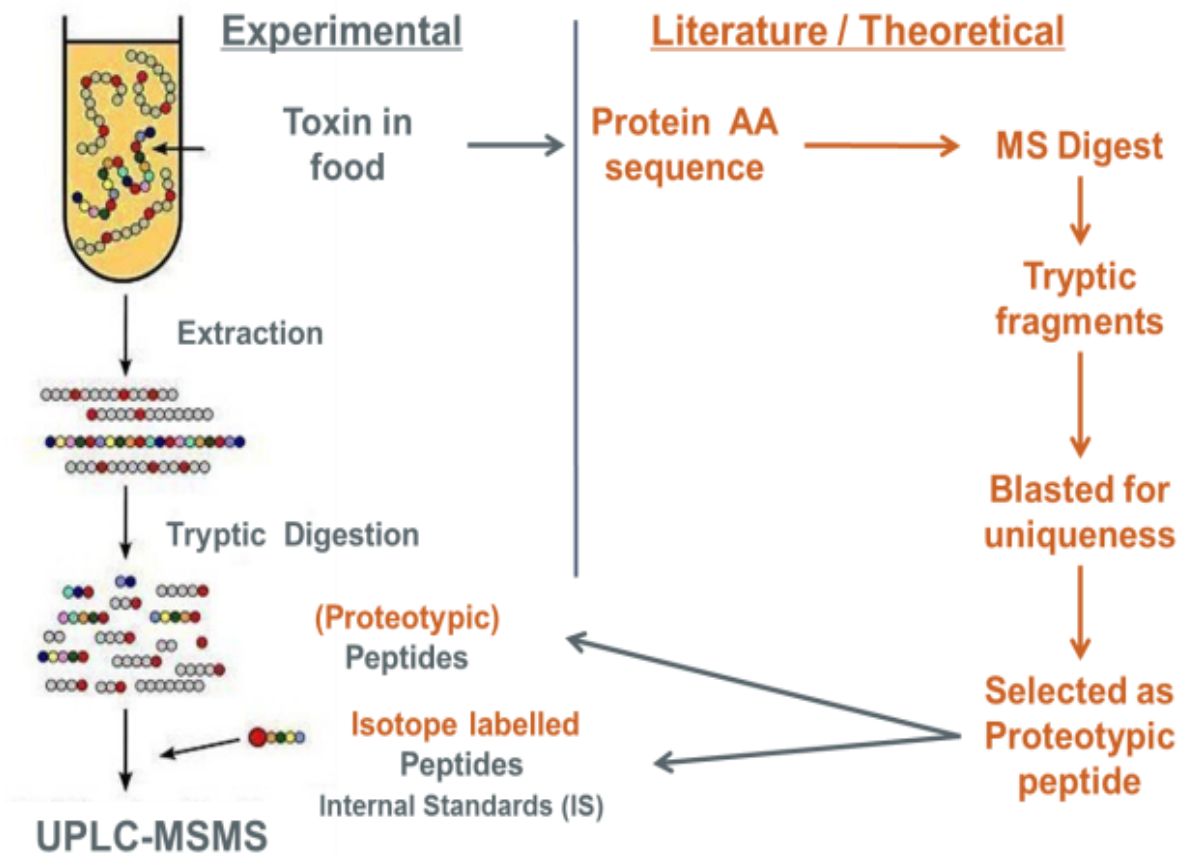 Experimental
Literature / Theoretical
Toxin in
food
Protein AA
sequence
MS Digest
Tryptic
fragments
Extraction
Blasted for
uniqueness
Tryptic Digestion
(Proteotypic)
Peptides
Selected as
Proteotypic
peptide
Isotope labelled
Peptides
Internal Standards (IS)
UPLC-MSMS